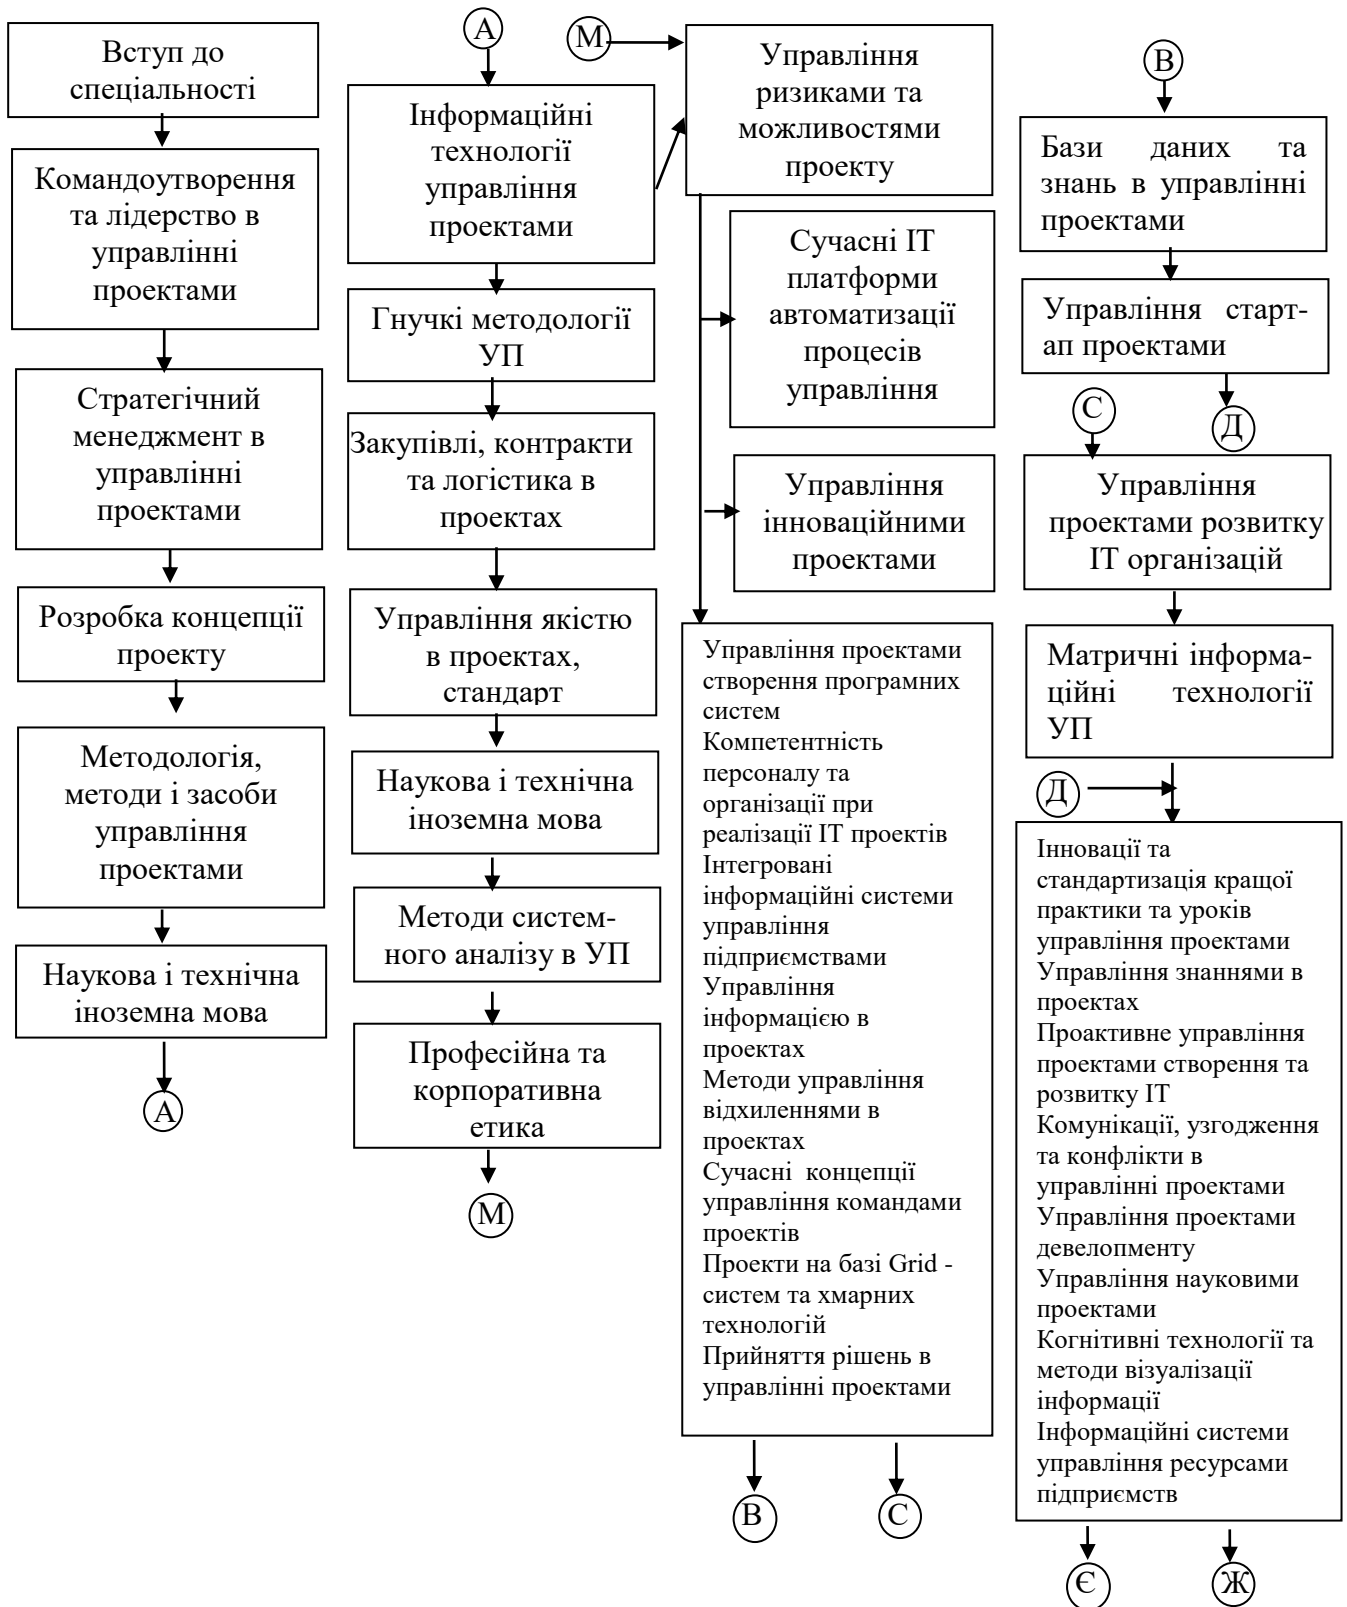 Вступ до
спеціальності
Командоутворення
та лідерство в
управлінні
проектами
Стратегічний
менеджмент в
управлінні
проектами
Розробка концепції
проекту
Методологія,
методи і засоби
управління
проектами
Наукова і технічна
іноземна мова
А
А
Інформаційні
технології
управління
проектами
Гнучкі методології
УП
Закупівлі, контракти
та логістика в
проектах
Управління якістю
в проектах,
стандарт
Наукова і технічна
іноземна мова
Методи систем-
ного аналізу в УП
Професійна та
корпоративна
етика
М
М
Управління
ризиками та
можливостями
проекту
Сучасні ІТ
платформи
автоматизації
процесів
управління
Управління
інноваційними
проектами
Управління проектами
створення програмних
систем
Компетентність
персоналу та
організації при
реалізації ІТ проектів
Інтегровані
інформаційні системи
управління
підприємствами
Управління
інформацією в
проектах
Методи управління
відхиленнями в
проектах
Сучасні концепції
управління командами
проектів
Проекти на базі Grid -
систем та хмарних
технологій
Прийняття рішень в
управлінні проектами
В
С
В
Бази даних та
знань в управлінні
проектами
Управління старт-
ап проектами
С
Д
Управління
проектами розвитку
ІТ організацій
Матричні інформа-
ційні технології
УП
Д
Інновації та
стандартизація кращої
практики та уроків
управління проектами
Управління знаннями в
проектах
Проактивне управління
проектами створення та
розвитку ІТ
Комунікації, узгодження
та конфлікти в
управлінні проектами
Управління проектами
девелопменту
Управління науковими
проектами
Когнітивні технології та
методи візуалізації
інформації
Інформаційні системи
управління ресурсами
підприємств
Є
Ж